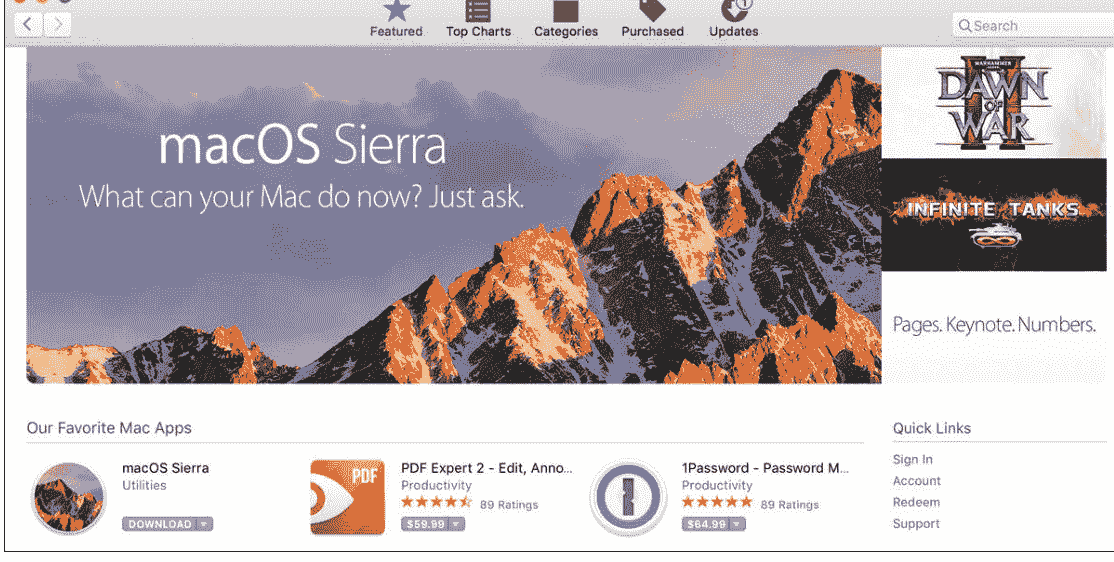 Featured
Top Charts
Categories
Purchased
Updates
1
Search
macOS Sierra
What can your Mac do now? Just ask.
WARHAMMER
DAWN
OF
WAR
II
INFINITE TANKS
Pages. Keynote. Numbers.
Our Favorite Mac Apps
macOS Sierra
Utilities
DOWNLOAD
PDF
PDF Expert 2 - Edit, Anno...
Productivity
89 Ratings
$59.99
1Password - Password M...
Productivity
89 Ratings
$64.99
Quick Links
Sign In
Account
Redeem
Support